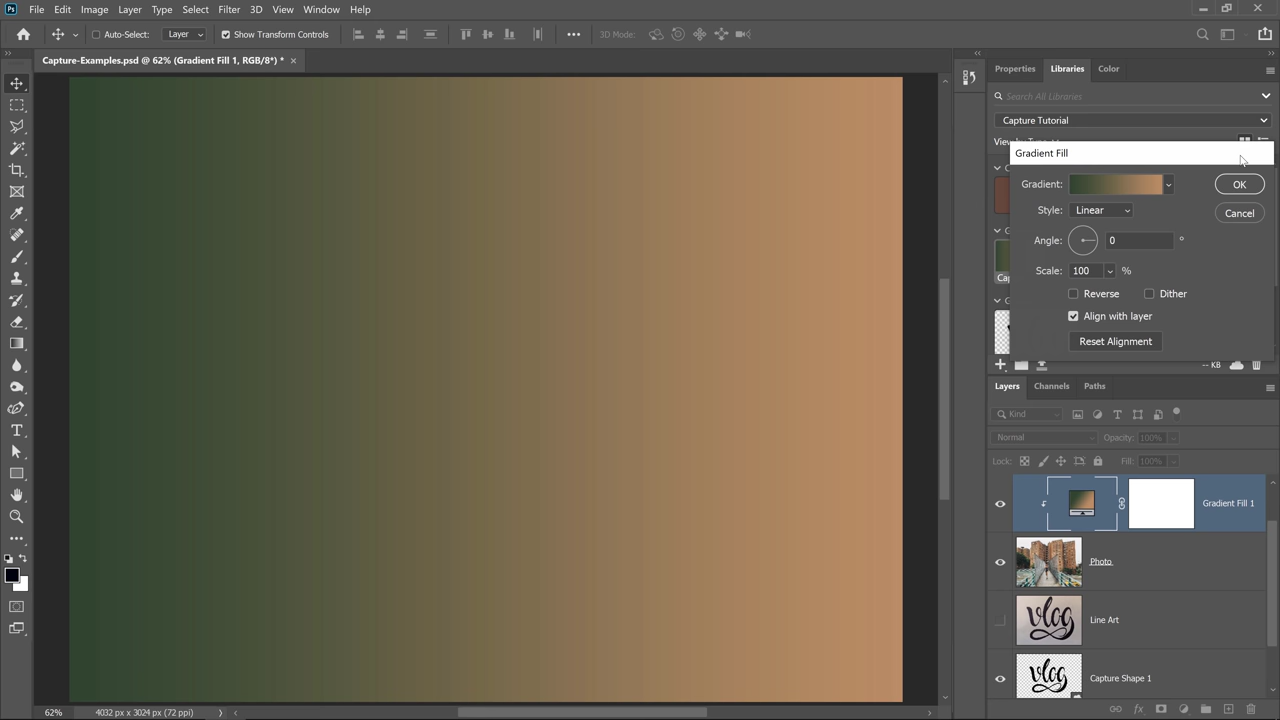 Ps File Edit Image Layer Type Select Filter 3D View Window Help
Auto-Select: Layer Show Transform Controls ••• 3D Mode:
Capture-Examples.psd @ 62% (Gradient Fill 1, RGB/8*) * ×
Properties Libraries Color
Search All Libraries
Capture Tutorial
Gradient Fill
Gradient: OK
Style: Linear
Cancel
Angle: 0 °
Scale: 100 %
Reverse Dither
Align with layer
Reset Alignment
-- KB
Layers Channels Paths
Kind
Normal Opacity: 100%
Lock: Fill: 100%
Gradient Fill 1
Photo
vlog
Line Art
vlog
Capture Shape 1
62% 4032 px x 3024 px (72 ppi)